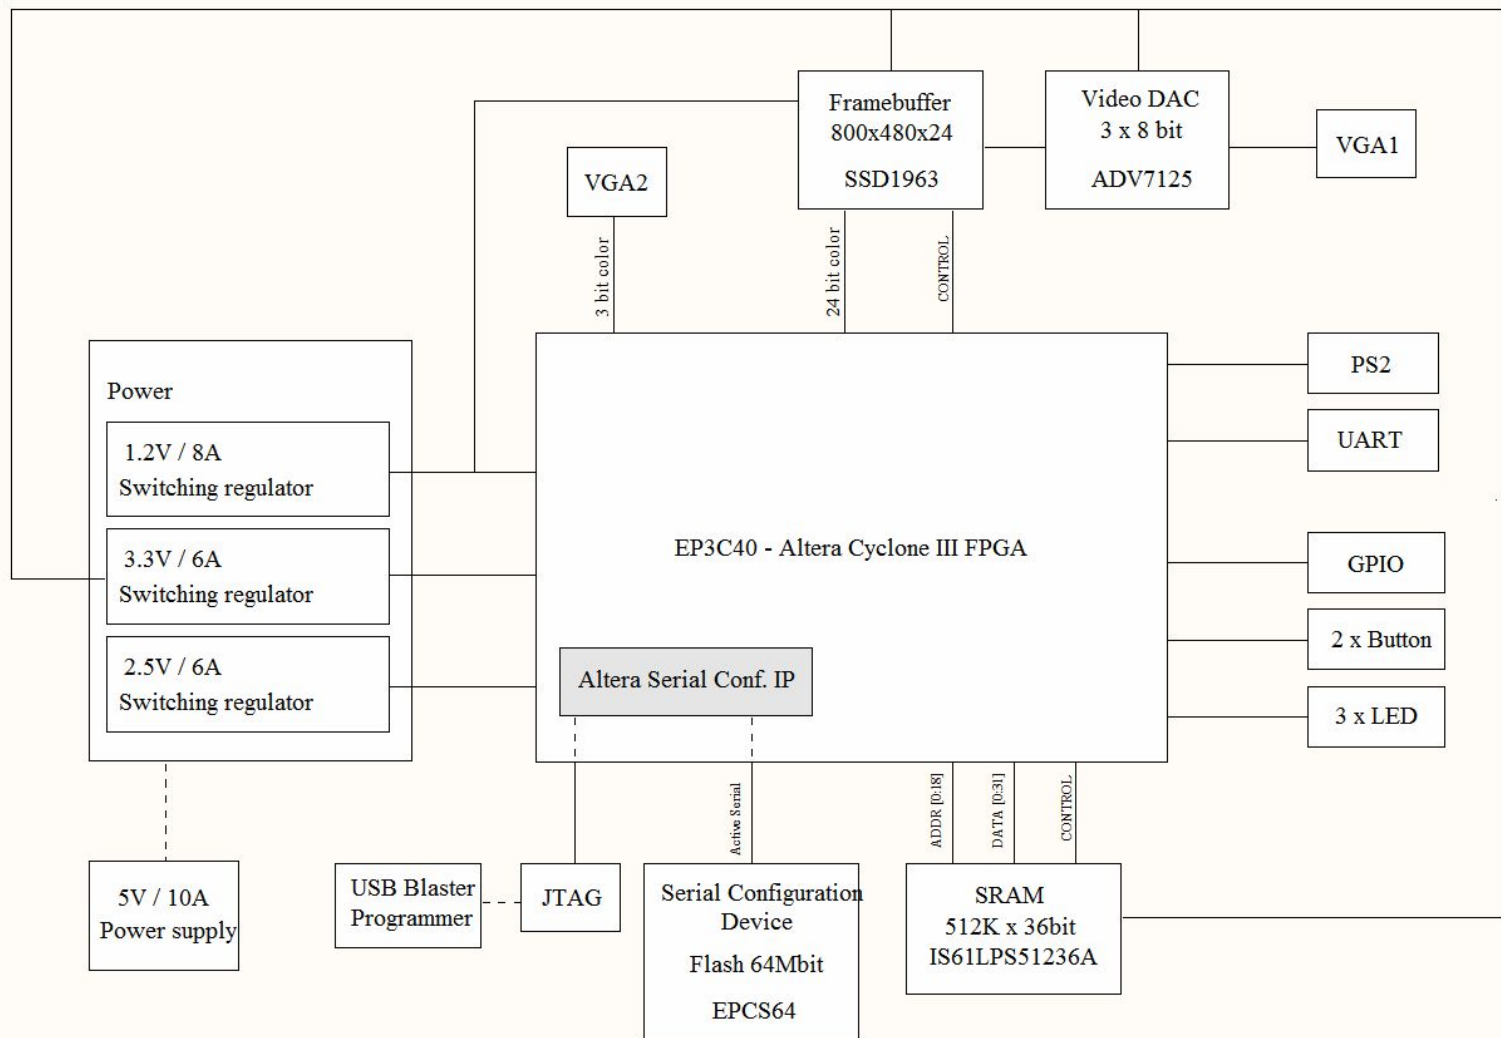 Framebuffer
800x480x24
SSD1963
Video DAC
3 x 8 bit
ADV7125
VGA1
VGA2
3 bit color
24 bit color
CONTROL
Power
1.2V / 8A
Switching regulator
3.3V / 6A
Switching regulator
2.5V / 6A
Switching regulator
EP3C40 - Altera Cyclone III FPGA
Altera Serial Conf. IP
PS2
UART
GPIO
2 x Button
3 x LED
Active Serial
ADDR [0:18]
DATA [0:31]
CONTROL
5V / 10A
Power supply
USB Blaster
Programmer
JTAG
Serial Configuration
Device
Flash 64Mbit
EPCS64
SRAM
512K x 36bit
IS61LPS51236A